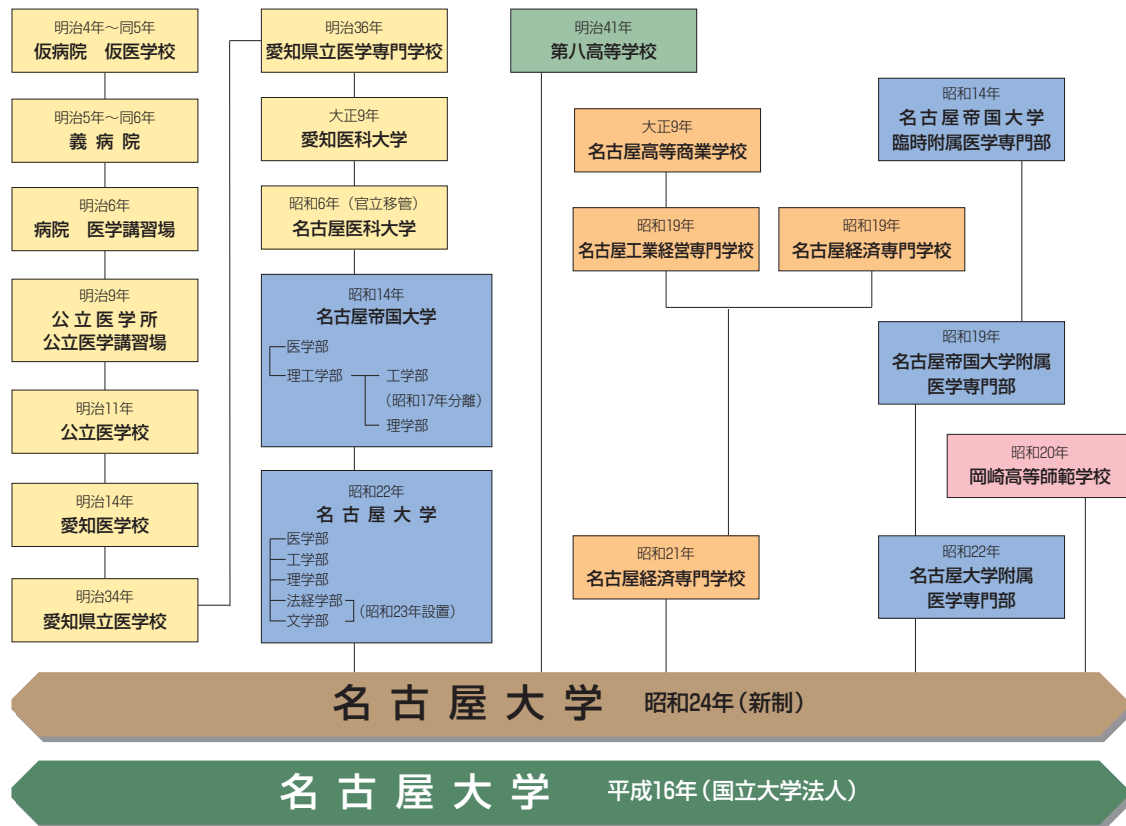 明治4年～同5年
仮病院　仮医学校
明治5年～同6年
義 病 院
明治6年
病院　医学講習場
明治9年
公 立 医 学 所
公立医学講習場
明治11年
公立医学校
明治14年
愛知医学校
明治34年
愛知県立医学校
明治36年
愛知県立医学専門学校
大正9年
愛知医科大学
昭和6年（官立移管）
名古屋医科大学
昭和14年
名古屋帝国大学
医学部
理工学部　工学部
（昭和17年分離）
理学部
昭和22年
名 古 屋 大 学
医学部
工学部
理学部
法経学部
（昭和23年設置）
文学部
明治41年
第八高等学校
大正9年
名古屋高等商業学校
昭和19年
名古屋工業経営専門学校
昭和19年
名古屋経済専門学校
昭和21年
名古屋経済専門学校
昭和14年
名 古 屋 帝 国 大 学
臨時附属医学専門部
昭和19年
名古屋帝国大学附属
医学専門部
昭和20年
岡崎高等師範学校
昭和22年
名古屋大学附属
医学専門部
名 古 屋 大 学　昭和24年（新制）
名 古 屋 大 学　平成16年（国立大学法人）